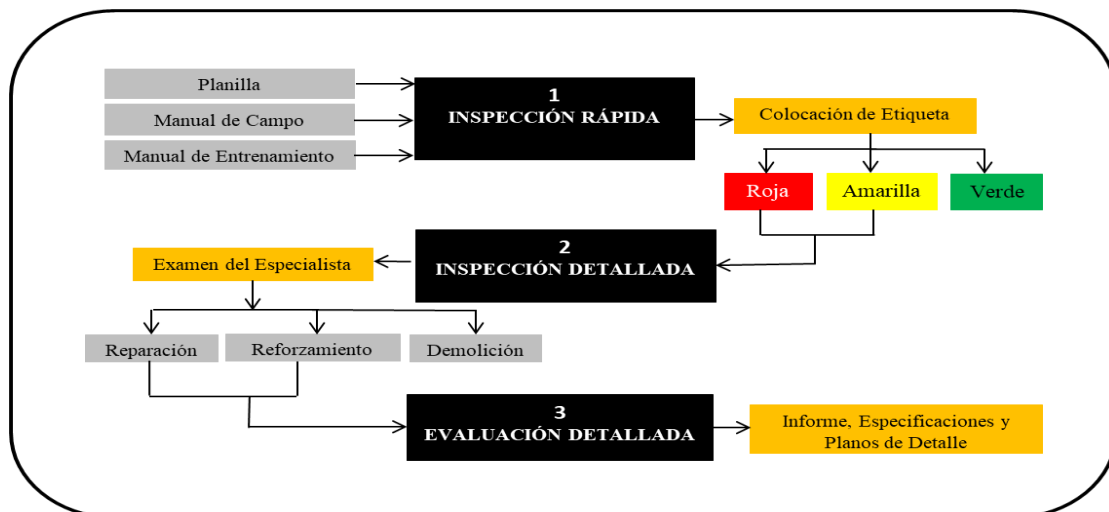 Planilla
Manual de Campo
Manual de Entrenamiento
1
INSPECCIÓN RÁPIDA
Colocación de Etiqueta
Roja
Amarilla
Verde
2
INSPECCIÓN DETALLADA
Examen del Especialista
Reparación
Reforzamiento
Demolición
3
EVALUACIÓN DETALLADA
Informe, Especificaciones y
Planos de Detalle